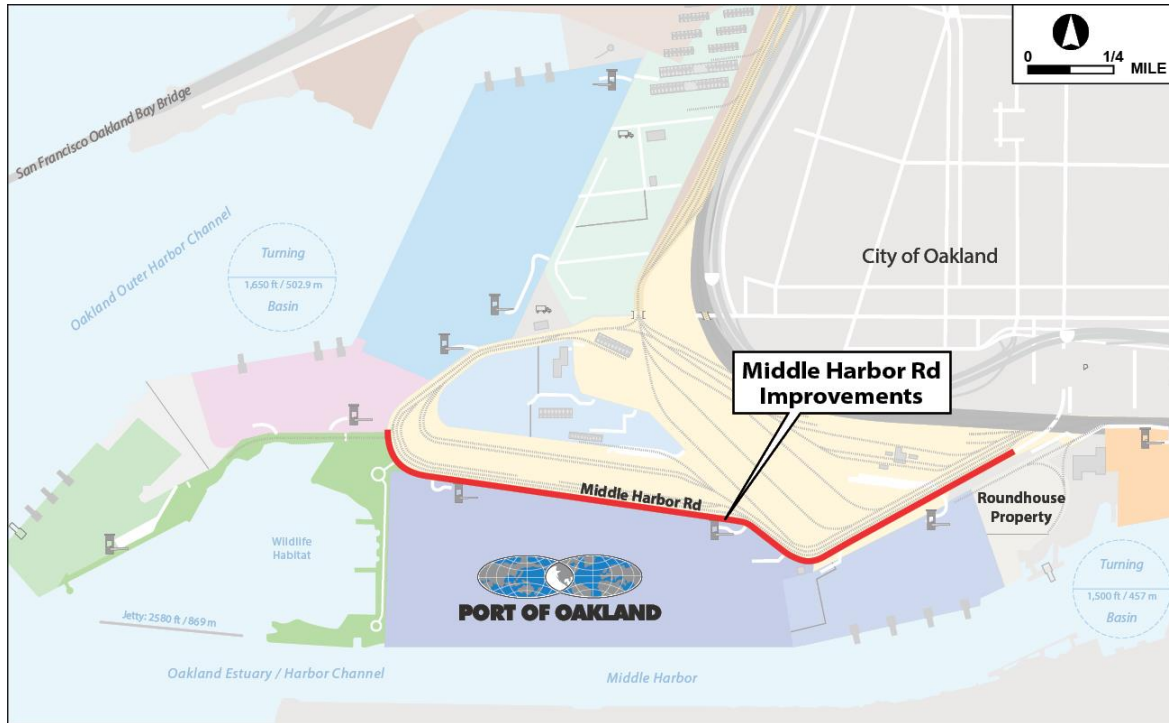 0 1/4 MILE
San Francisco Oakland Bay Bridge
Oakland Outer Harbor Channel
Turning
1,650 ft / 502.9 m
Basin
City of Oakland
Middle Harbor Rd
Improvements
P
Middle Harbor Rd
Roundhouse
Property
Wildlife
Habitat
PORT OF OAKLAND
Turning
1,500 ft / 457 m
Basin
Jetty: 2580 ft / 869 m
Oakland Estuary / Harbor Channel
Middle Harbor